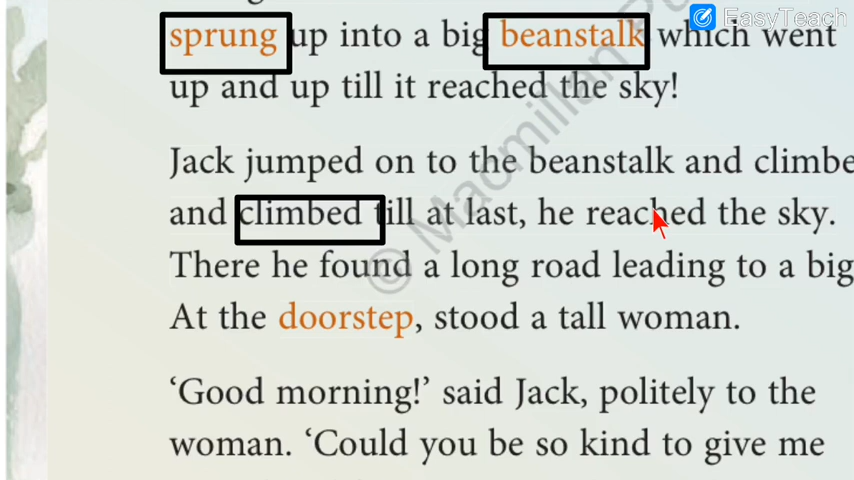 EasyTeach
sprung up into a big beanstalk which went
up and up till it reached the sky!
Jack jumped on to the beanstalk and climbe
and climbed till at last, he reached the sky.
There he found a long road leading to a big
At the doorstep, stood a tall woman.
‘Good morning!’ said Jack, politely to the
woman. ‘Could you be so kind to give me
© Macmillan Pu